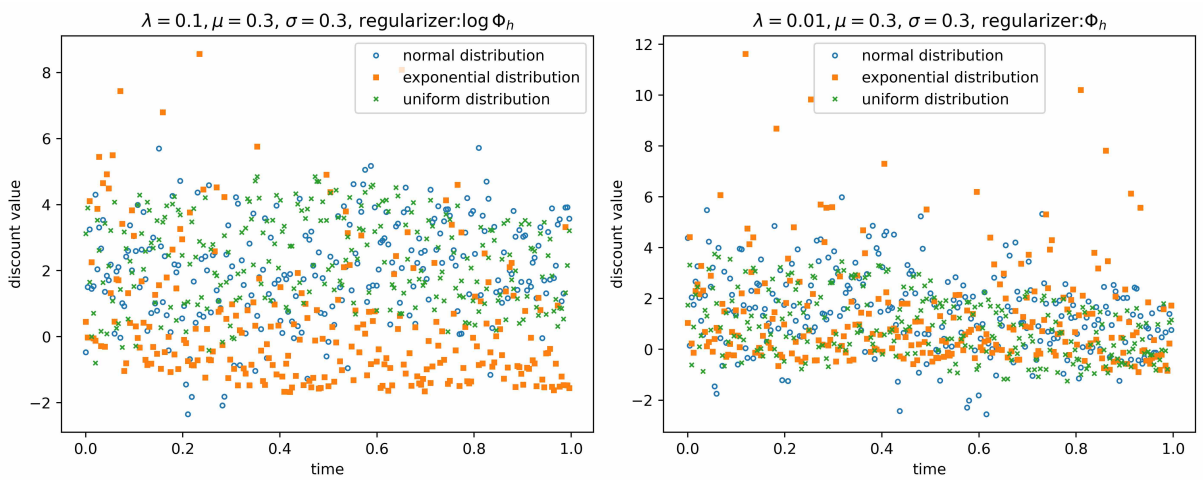 λ = 0.1, μ = 0.3, σ = 0.3, regularizer:log Φ_h
normal distribution
exponential distribution
uniform distribution
discount value
8
6
4
2
0
−2
0.0 0.2 0.4 0.6 0.8 1.0
time
λ = 0.01, μ = 0.3, σ = 0.3, regularizer:Φ_h
normal distribution
exponential distribution
uniform distribution
discount value
12
10
8
6
4
2
0
−2
0.0 0.2 0.4 0.6 0.8 1.0
time